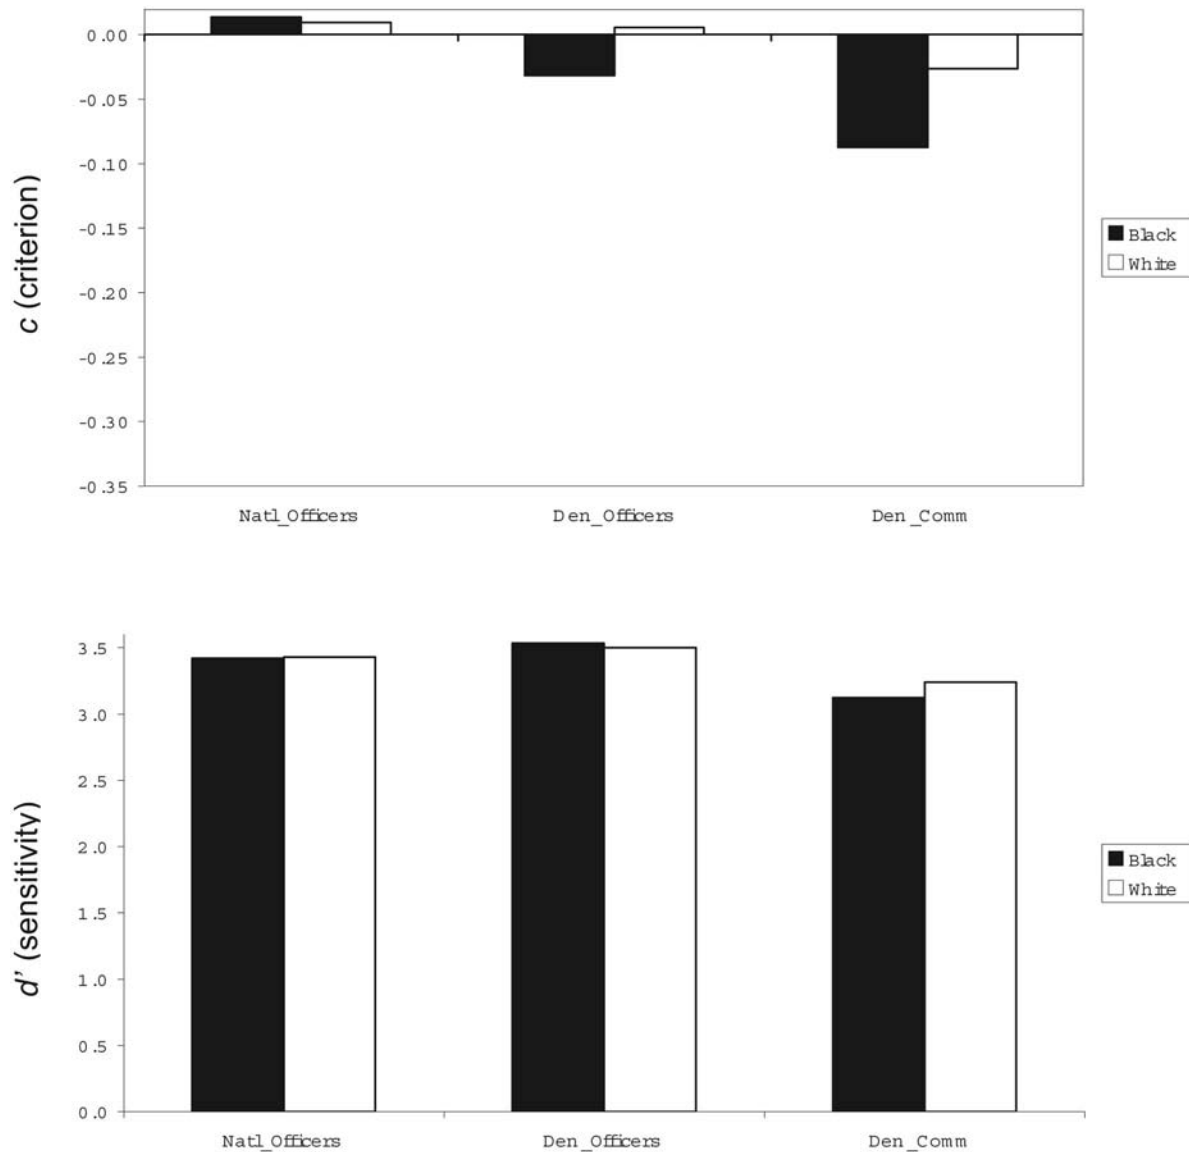 0.00
-0.05
-0.10
-0.15
-0.20
-0.25
-0.30
-0.35
c (criterion)
Natl_Officers Den_Officers Den_Comm
Black
White
3.5
3.0
2.5
2.0
1.5
1.0
0.5
0.0
d' (sensitivity)
Natl_Officers Den_Officers Den_Comm
Black
White